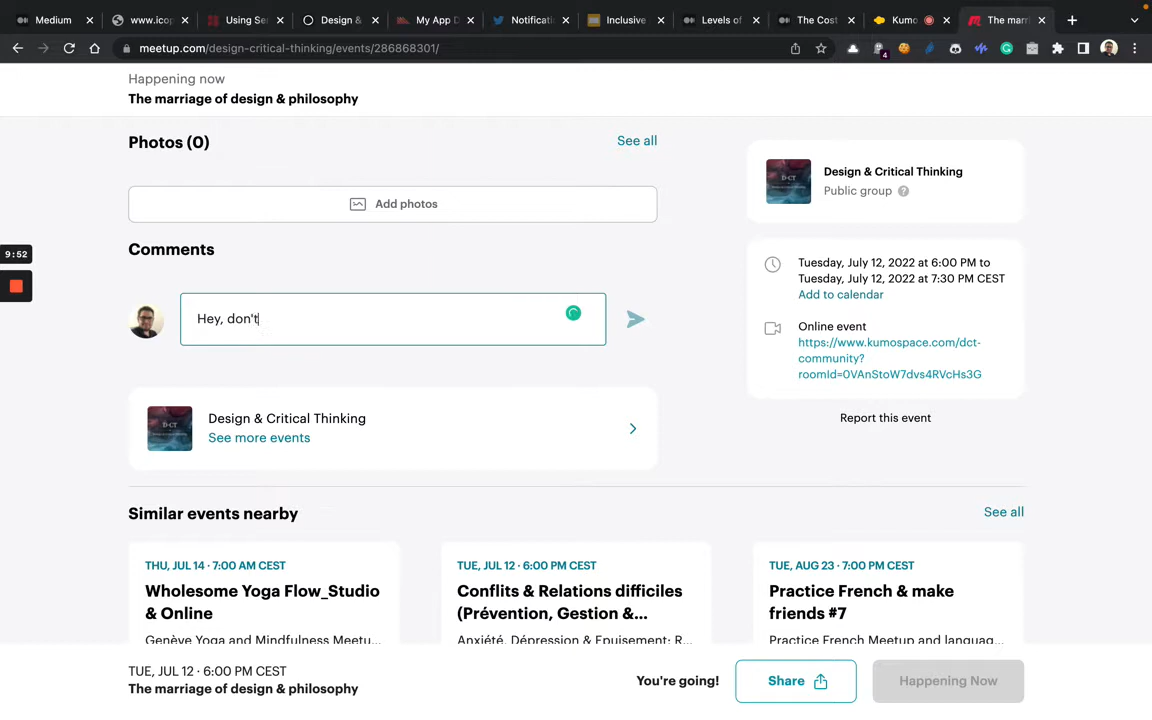 Medium
www.icop
Using Se
Design &
My App D
Notificati
Inclusive
Levels of
The Cost
Kumo
The marri
meetup.com/design-critical-thinking/events/286868301/
4
Happening now
The marriage of design & philosophy
Photos (0)
See all
Add photos
Comments
9:52
Hey, don't
Design & Critical Thinking
See more events
Design & Critical Thinking
Public group
Tuesday, July 12, 2022 at 6:00 PM to
Tuesday, July 12, 2022 at 7:30 PM CEST
Add to calendar
Online event
https://www.kumospace.com/dct-
community?
roomId=0VAnStoW7dvs4RVcHs3G
Report this event
D·CT
D·CT
Similar events nearby
See all
THU, JUL 14 · 7:00 AM CEST
Wholesome Yoga Flow_Studio
& Online
Genève Yoga and Mindfulness Meetu...
TUE, JUL 12 · 6:00 PM CEST
Conflits & Relations difficiles
(Prévention, Gestion &...
Anxiété, Dépression & Epuisement: R...
TUE, AUG 23 · 7:00 PM CEST
Practice French & make
friends #7
Practice French Meetup and languag...
TUE, JUL 12 · 6:00 PM CEST
The marriage of design & philosophy
You're going!
Share
Happening Now